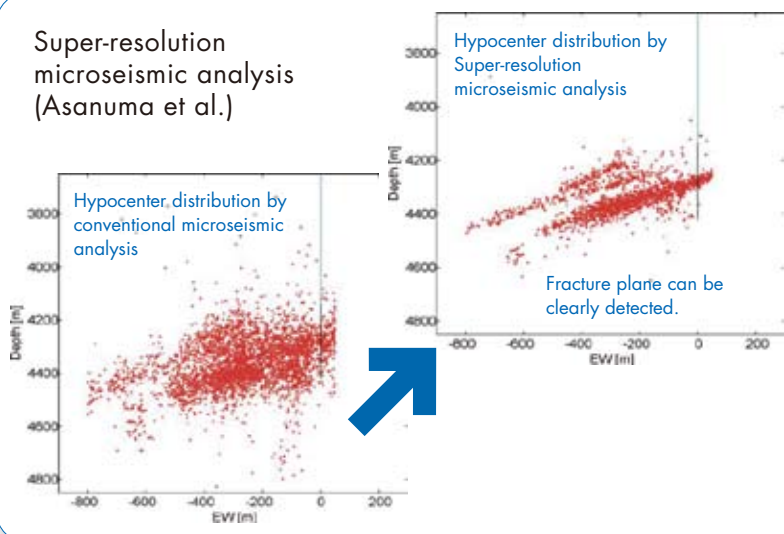 Super-resolution
microseismic analysis
(Asanuma et al.)
Hypocenter distribution by
conventional microseismic
analysis
Depth [m]
3800
4000
4200
4400
4600
4800
-800 -600 -400 -200 0 200
EW [m]
Hypocenter distribution by
Super-resolution
microseismic analysis
Depth [m]
3800
4000
4200
4400
4600
4800
Fracture plane can be
clearly detected.
-800 -600 -400 -200 0 200
EW [m]